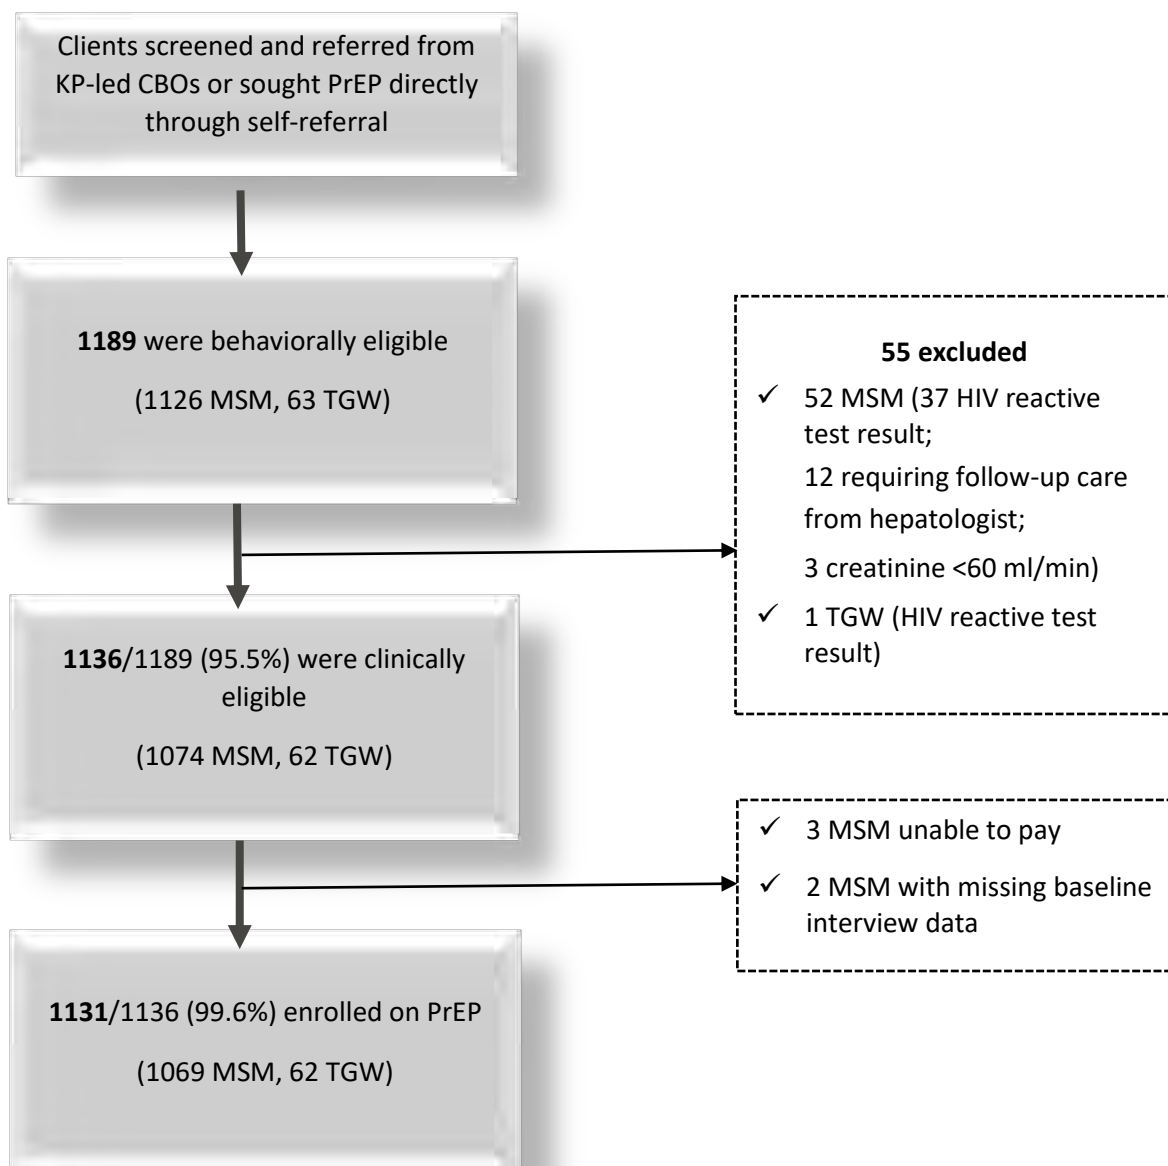 Clients screened and referred from
KP-led CBOs or sought PrEP directly
through self-referral
1189 were behaviorally eligible
(1126 MSM, 63 TGW)
55 excluded
✓ 52 MSM (37 HIV reactive
test result;
12 requiring follow-up care
from hepatologist;
3 creatinine <60 ml/min)
✓ 1 TGW (HIV reactive test
result)
1136/1189 (95.5%) were clinically
eligible
(1074 MSM, 62 TGW)
✓ 3 MSM unable to pay
✓ 2 MSM with missing baseline
interview data
1131/1136 (99.6%) enrolled on PrEP
(1069 MSM, 62 TGW)